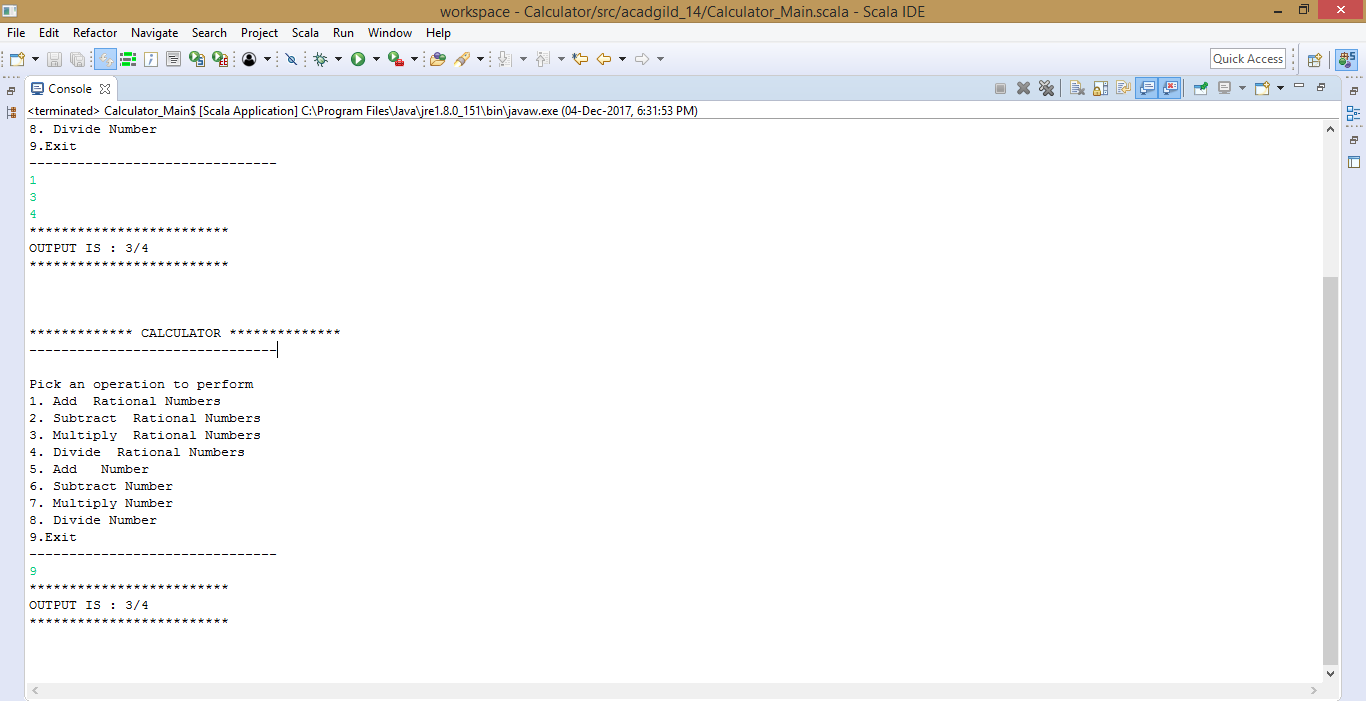 workspace - Calculator/src/acadgild_14/Calculator_Main.scala - Scala IDE
File Edit Refactor Navigate Search Project Scala Run Window Help
Quick Access
Console
<terminated> Calculator_Main$ [Scala Application] C:\Program Files\Java\jre1.8.0_151\bin\javaw.exe (04-Dec-2017, 6:31:53 PM)
8. Divide Number
9.Exit
-------------------------------
1
3
4
*************************
OUTPUT IS : 3/4
*************************
************* CALCULATOR **************
-------------------------------
Pick an operation to perform
1. Add  Rational Numbers
2. Subtract  Rational Numbers
3. Multiply  Rational Numbers
4. Divide  Rational Numbers
5. Add   Number
6. Subtract Number
7. Multiply Number
8. Divide Number
9.Exit
-------------------------------
9
*************************
OUTPUT IS : 3/4
*************************